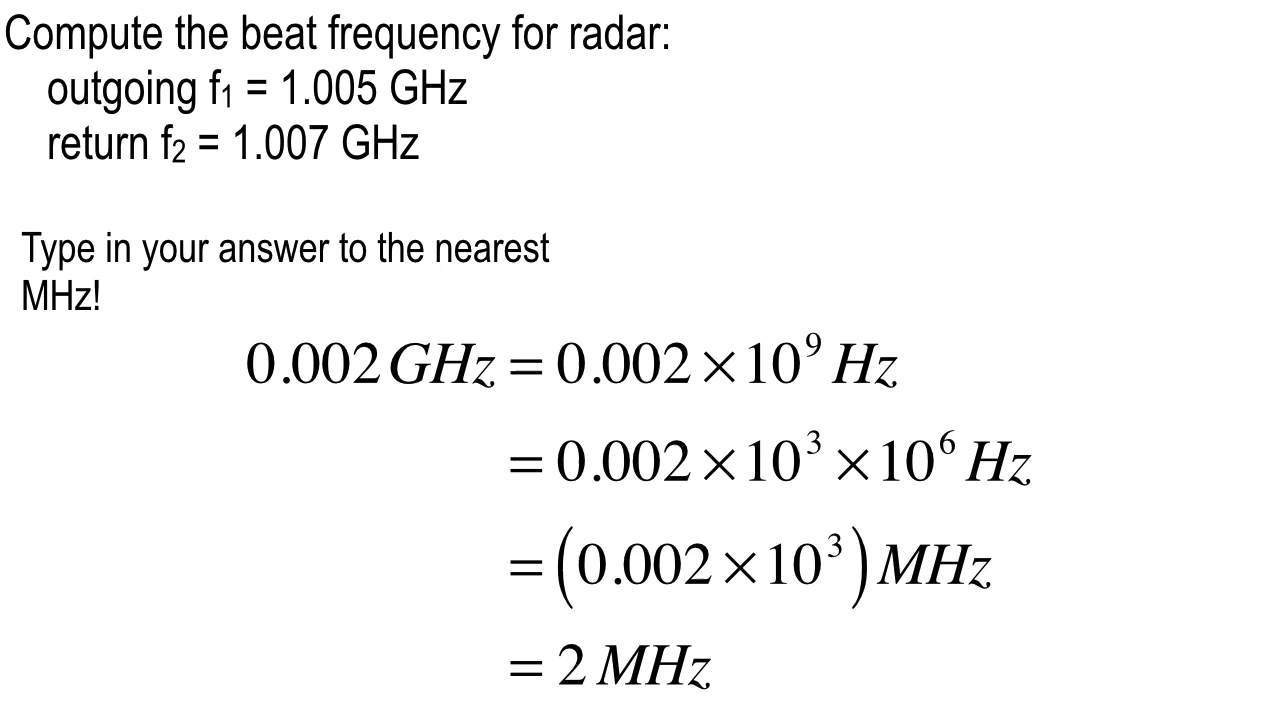 Compute the beat frequency for radar:
outgoing f₁ = 1.005 GHz
return f₂ = 1.007 GHz
Type in your answer to the nearest
MHz!
0.002 GHz = 0.002 × 10⁹ Hz
= 0.002 × 10³ × 10⁶ Hz
= (0.002 × 10³) MHz
= 2 MHz